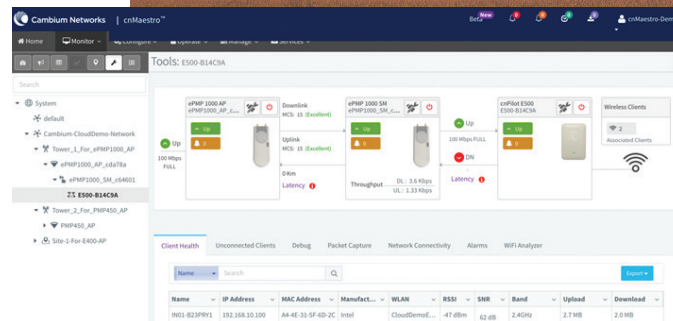 Cambium Networks | cnMaestro™
Beta New cnMaestro-Dem
Home Monitor Configure Operate Manage Services
Tools: E500-B14C9A
Search
System
default
Cambium-CloudDemo-Network
Tower_1_For_ePMP1000_AP
ePMP1000_AP_cda78a
ePMP1000_SM_c64601
E500-B14C9A
Tower_2_For_PMP450_AP
PMP450_AP
Site-1-For-E400-AP
Up
100 Mbps
FULL
ePMP 1000 AP
ePMP1000_AP_c...
Up
0
Downlink
MCS: 15 (Excellent)
Uplink
MCS: 15 (Excellent)
0 Km
Latency
ePMP 1000 SM
ePMP1000_SM_c...
Up
0
Throughput
DL : 3.6 Kbps
UL : 1.33 Kbps
Up
100 Mbps FULL
DN
Latency
cnPilot E500
E500-B14C9A
Up
0
Wireless Clients
2
Associated Clients
Client Health Unconnected Clients Debug Packet Capture Network Connectivity Alarms WiFi Analyzer
Name Search Export
Name IP Address MAC Address Manufact... WLAN RSSI SNR Band Upload Download
IN01-B23PRY1 192.168.10.100 A4-4E-31-5F-6D-2C Intel CloudDemoE... -47 dBm 62 dB 2.4GHz 2.7 MB 2.0 MB